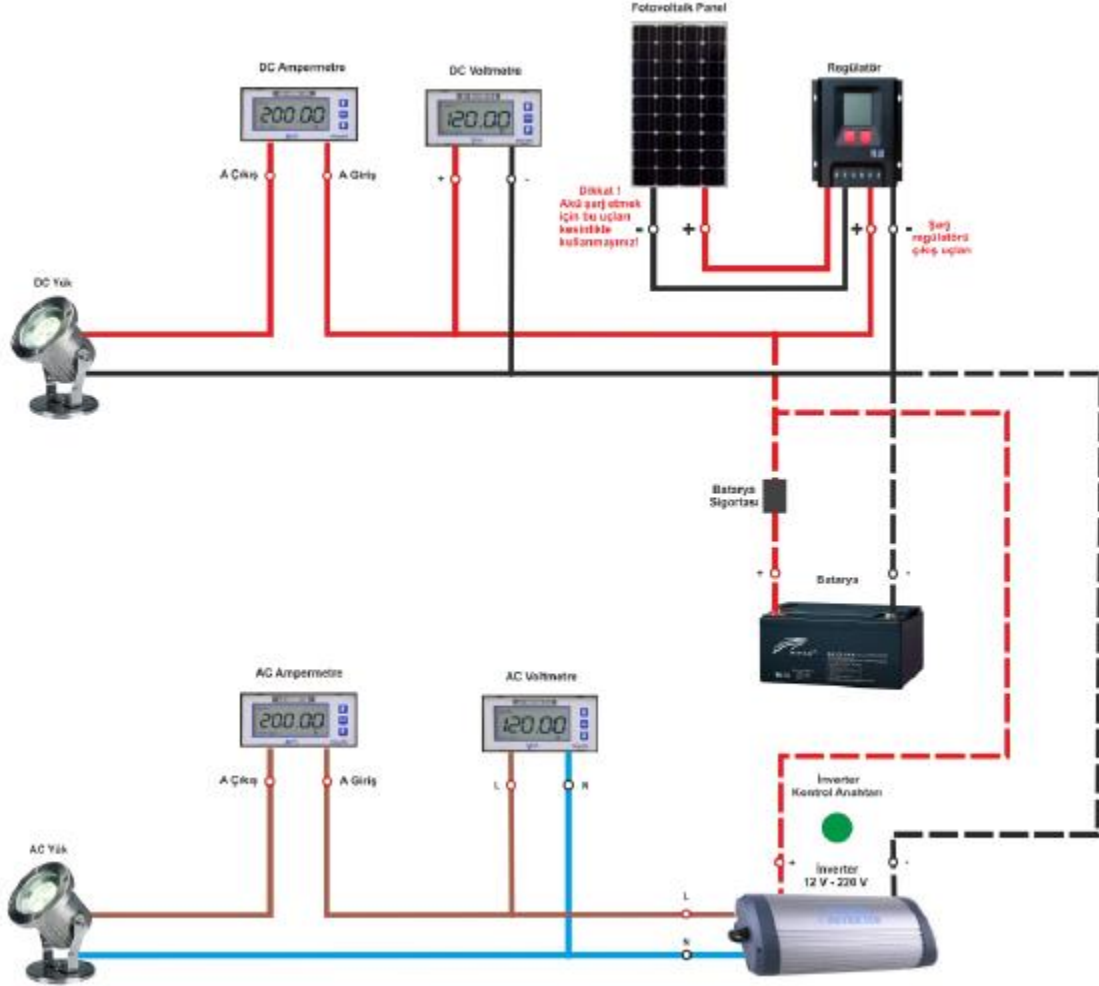 Fotovoltaik Panel
DC Ampermetre
DC Voltmetre
Regülatör
200.00
120.00
A Çıkış
A Giriş
+
-
Dikkat !
Akü şarj etmek
için bu uçları
kesinlikle
kullanmayınız!
-
+
+
-
Şarj
regülatörü
çıkış uçları
DC Yük
Batarya
Sigortası
+
-
Batarya
AC Ampermetre
AC Voltmetre
200.00
120.00
A Çıkış
A Giriş
L
N
İnverter
Kontrol Anahtarı
AC Yük
+
-
İnverter
12 V - 220 V
L
N